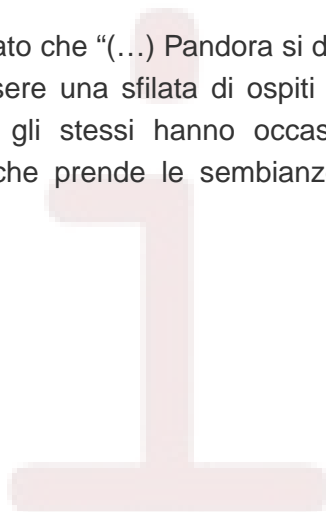 ato che “(…) Pandora si d
sere una sfilata di ospiti
gli stessi hanno occas
che prende le sembianz